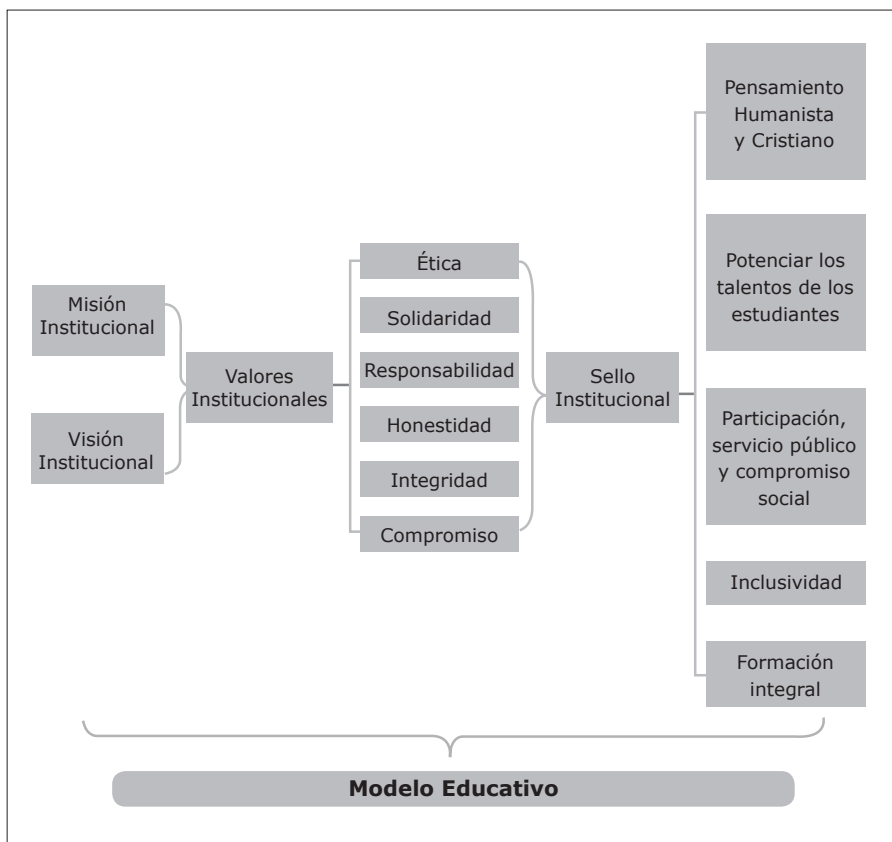 Misión
Institucional
Visión
Institucional
Valores
Institucionales
Ética
Solidaridad
Responsabilidad
Honestidad
Integridad
Compromiso
Sello
Institucional
Pensamiento
Humanista
y Cristiano
Potenciar los
talentos de los
estudiantes
Participación,
servicio público
y compromiso
social
Inclusividad
Formación
integral
Modelo Educativo